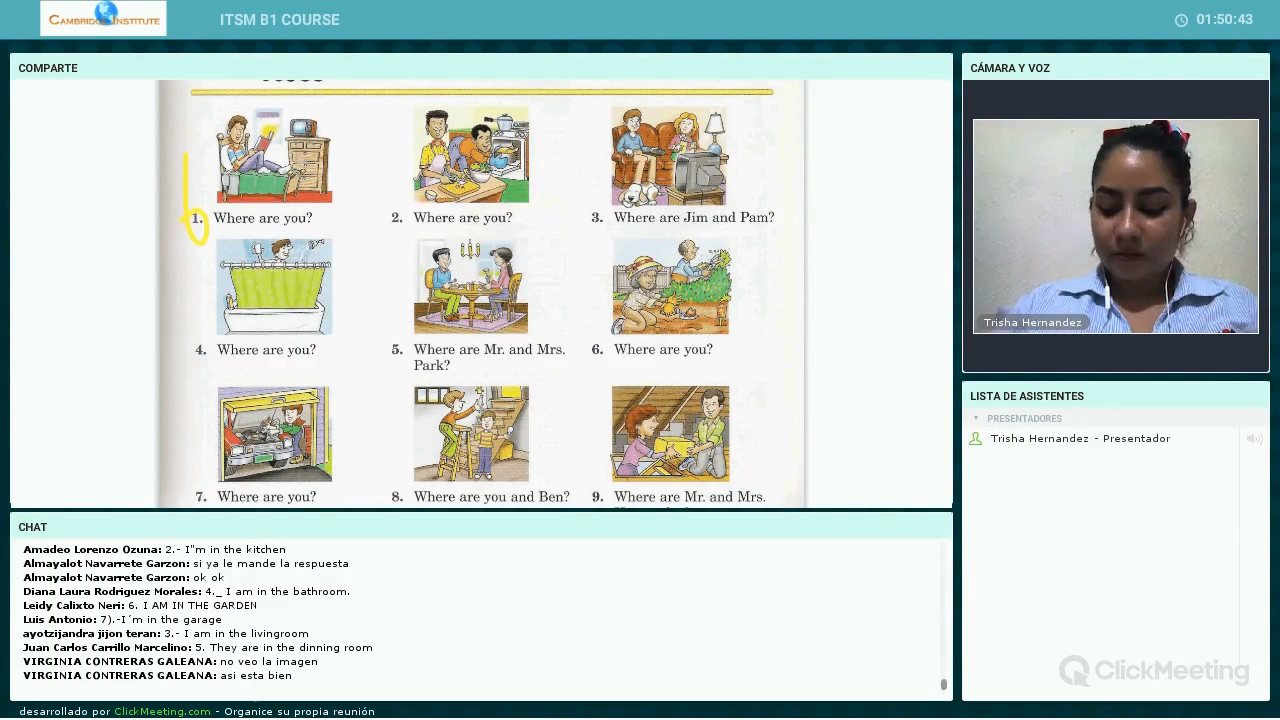 CAMBRIDGE INSTITUTE
ITSM B1 COURSE
01:50:43
COMPARTE
1. Where are you?
2. Where are you?
3. Where are Jim and Pam?
4. Where are you?
5. Where are Mr. and Mrs.
Park?
6. Where are you?
7. Where are you?
8. Where are you and Ben?
9. Where are Mr. and Mrs.
CÁMARA Y VOZ
Trisha Hernandez
LISTA DE ASISTENTES
PRESENTADORES
Trisha Hernandez - Presentador
CHAT
Amadeo Lorenzo Ozuna: 2.- I"m in the kitchen
Almayalot Navarrete Garzon: si ya le mande la respuesta
Almayalot Navarrete Garzon: ok ok
Diana Laura Rodriguez Morales: 4._ I am in the bathroom.
Leidy Calixto Neri: 6. I AM IN THE GARDEN
Luis Antonio: 7).-I´m in the garage
ayotzijandra jijon teran: 3.- I am in the livingroom
Juan Carlos Carrillo Marcelino: 5. They are in the dinning room
VIRGINIA CONTRERAS GALEANA: no veo la imagen
VIRGINIA CONTRERAS GALEANA: asi esta bien
ClickMeeting
desarrollado por ClickMeeting.com - Organice su propia reunión